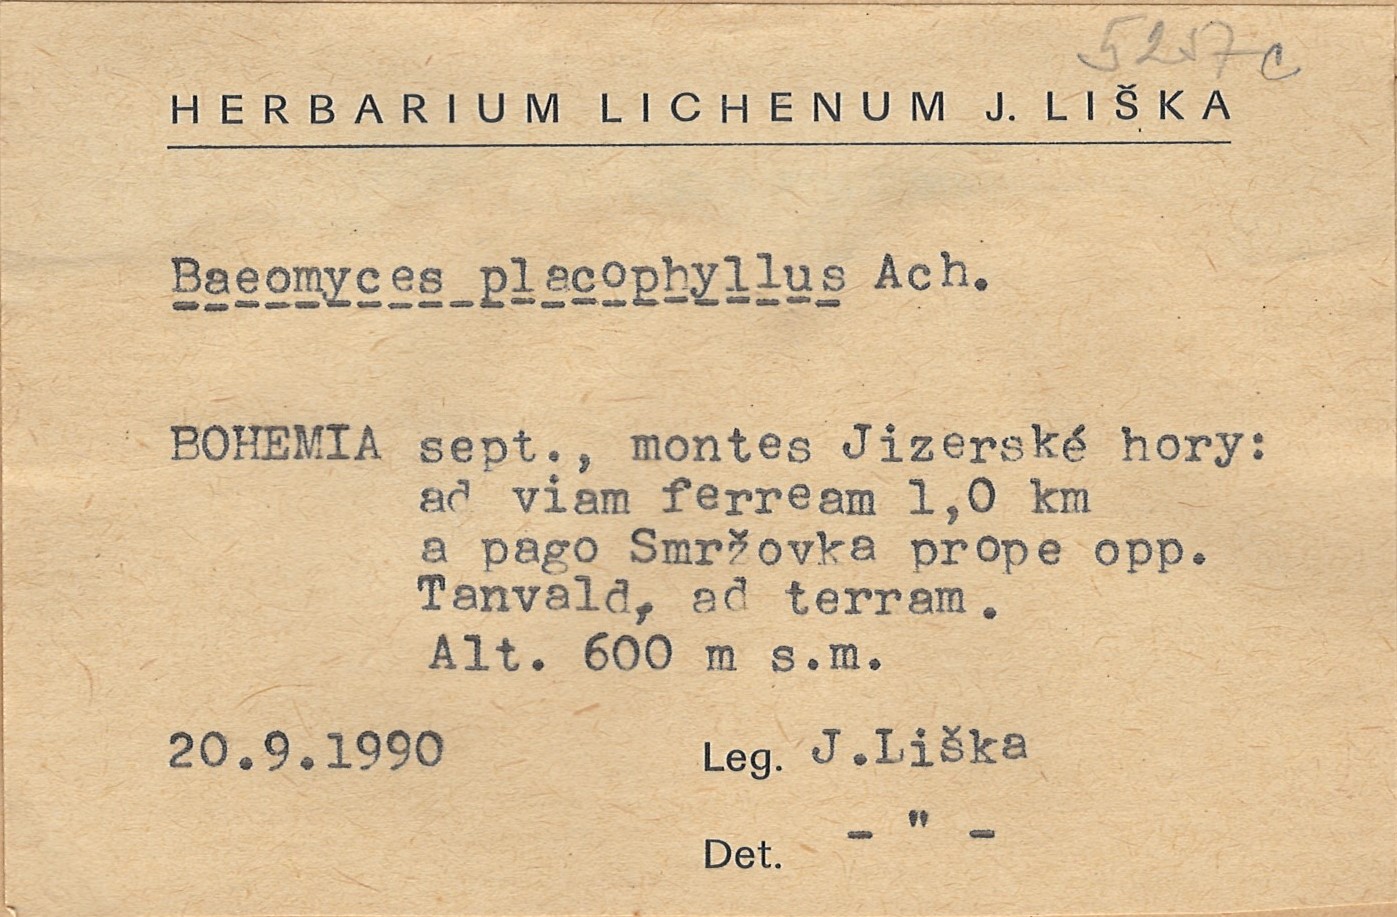 5257c
HERBARIUM LICHENUM J. LIŠKA
Baeomyces placophyllus Ach.
BOHEMIA sept., montes Jizerské hory:
ad viam ferream 1,0 km
a pago Smržovka prope opp.
Tanvald, ad terram.
Alt. 600 m s.m.
20.9.1990 Leg. J.Liška
Det. - " -